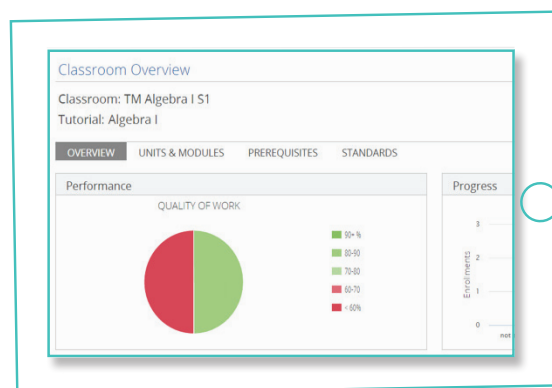 Classroom Overview
Classroom: TM Algebra I S1
Tutorial: Algebra I
OVERVIEW UNITS & MODULES PREREQUISITES STANDARDS
Performance
QUALITY OF WORK
90+ %
80-90
70-80
60-70
< 60%
Progress
Enrollments
3
2
1
0
not